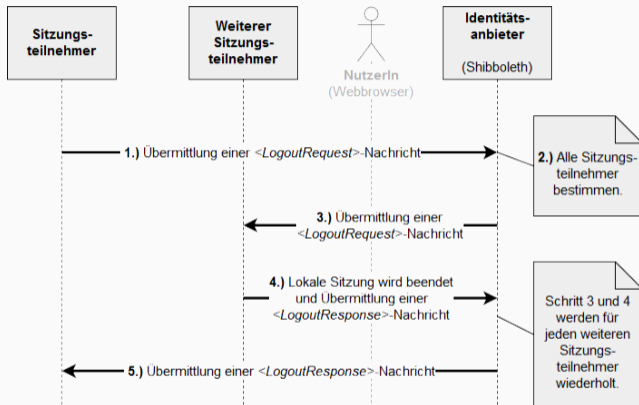 Sitzungs-
teilnehmer
Weiterer
Sitzungs-
teilnehmer
NutzerIn
(Webbrowser)
Identitäts-
anbieter
(Shibboleth)
1.) Übermittlung einer <LogoutRequest>-Nachricht
2.) Alle Sitzungs-
teilnehmer
bestimmen.
3.) Übermittlung einer
<LogoutRequest>-Nachricht
4.) Lokale Sitzung wird beendet
und Übermittlung einer
<LogoutResponse>-Nachricht
Schritt 3 und 4
werden für
jeden weiteren
Sitzungs-
teilnehmer
wiederholt.
5.) Übermittlung einer <LogoutResponse>-Nachricht